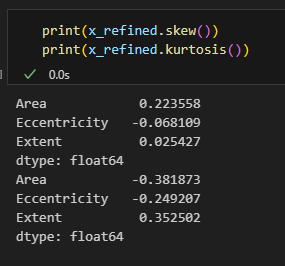 print(x_refined.skew())
print(x_refined.kurtosis())
0.0s
Area 0.223558
Eccentricity -0.068109
Extent 0.025427
dtype: float64
Area -0.381873
Eccentricity -0.249207
Extent 0.352502
dtype: float64